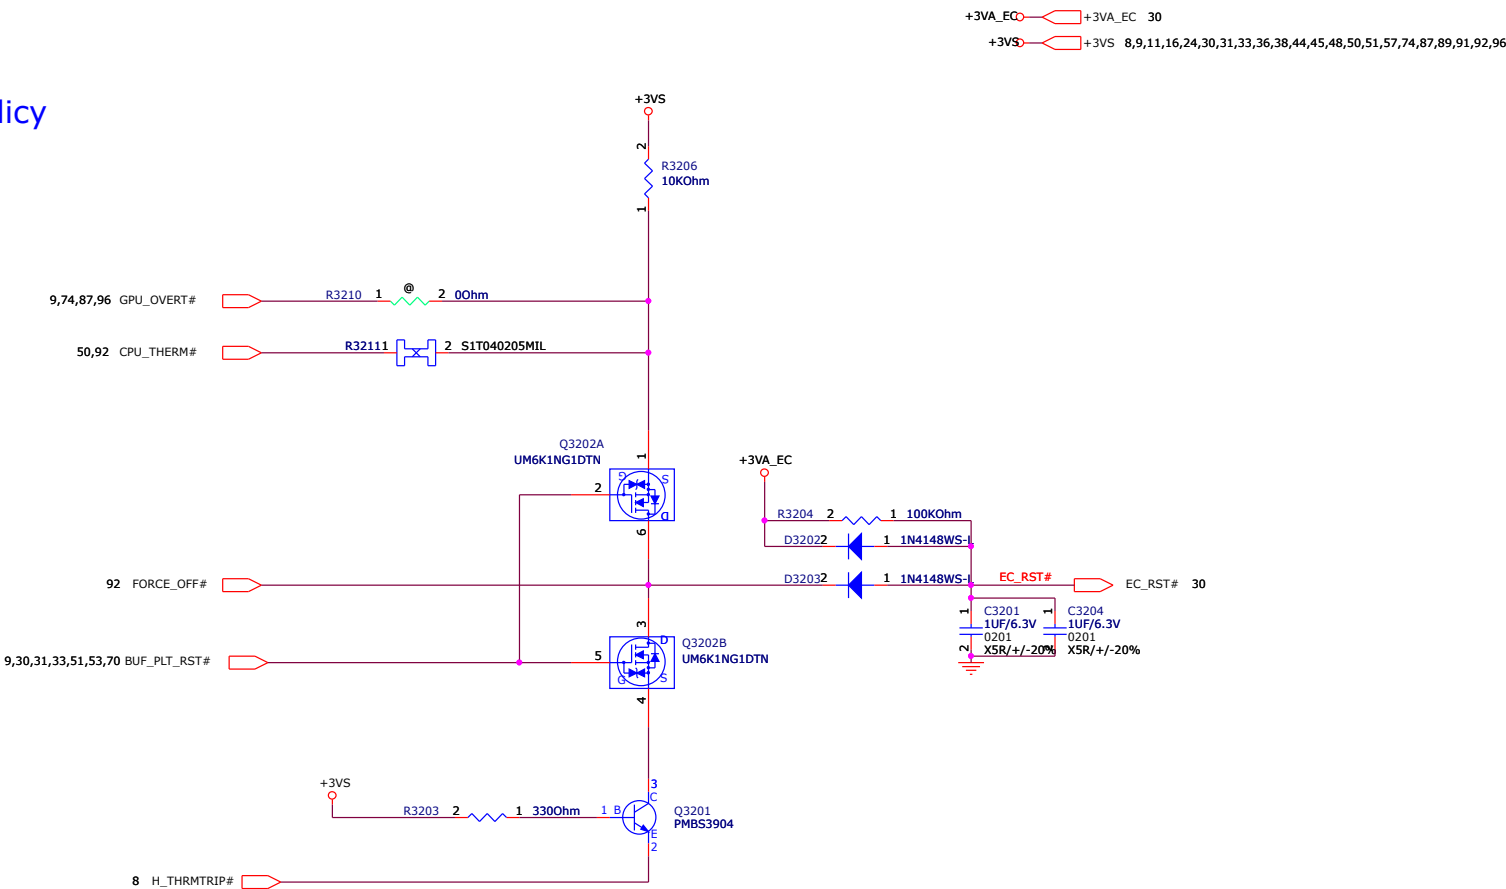 +3VA_EC +3VA_EC 30
+3VS +3VS 8,9,11,16,24,30,31,33,36,38,44,45,48,50,51,57,74,87,89,91,92,96
licy
+3VS
2
R3206
10KOhm
1
9,74,87,96 GPU_OVERT# R3210 1 @ 2 0Ohm
50,92 CPU_THERM# R3211 1 2 S1T040205MIL
Q3202A
UM6K1NG1DTN
1
2 G S
D
6
+3VA_EC
R3204 2 1 100KOhm
D3202 2 1 1N4148WS-L
92 FORCE_OFF# D3203 2 1 1N4148WS-L EC_RST# EC_RST# 30
1 C3201 1 C3204
1UF/6.3V 1UF/6.3V
0201 0201
2 X5R/+/-20% 2 X5R/+/-20%
3
D Q3202B
9,30,31,33,51,53,70 BUF_PLT_RST# 5 UM6K1NG1DTN
G S
4
+3VS
R3203 2 1 330Ohm 1 B
3
C
Q3201
PMBS3904
E
2
8 H_THRMTRIP#